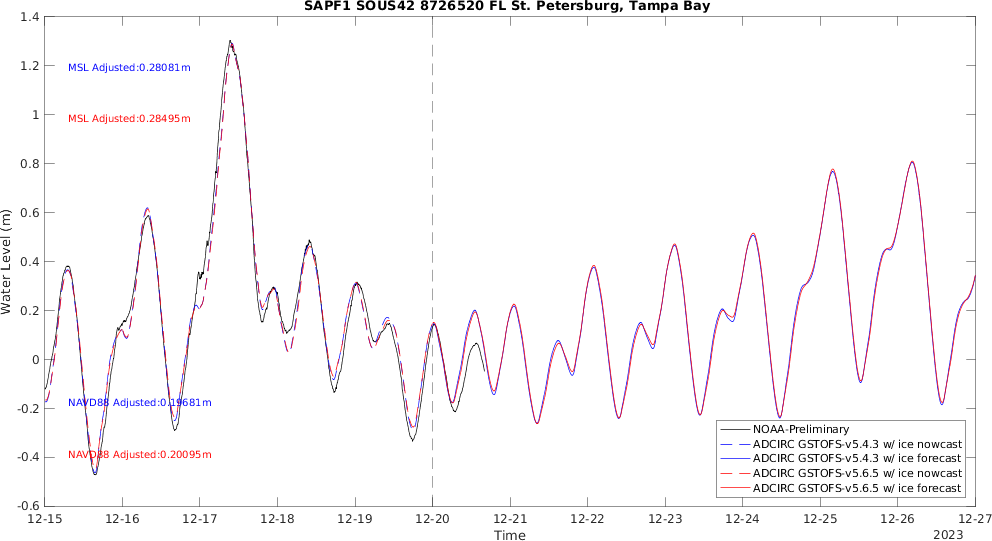 SAPF1 SOUS42 8726520 FL St. Petersburg, Tampa Bay
1.4
1.2
1
0.8
0.6
0.4
0.2
0
-0.2
-0.4
-0.6
Water Level (m)
MSL Adjusted:0.28081m
MSL Adjusted:0.28495m
NAVD88 Adjusted:0.19681m
NAVD88 Adjusted:0.20095m
NOAA-Preliminary
ADCIRC GSTOFS-v5.4.3 w/ ice nowcast
ADCIRC GSTOFS-v5.4.3 w/ ice forecast
ADCIRC GSTOFS-v5.6.5 w/ ice nowcast
ADCIRC GSTOFS-v5.6.5 w/ ice forecast
12-15 12-16 12-17 12-18 12-19 12-20 12-21 12-22 12-23 12-24 12-25 12-26 12-27
Time
2023